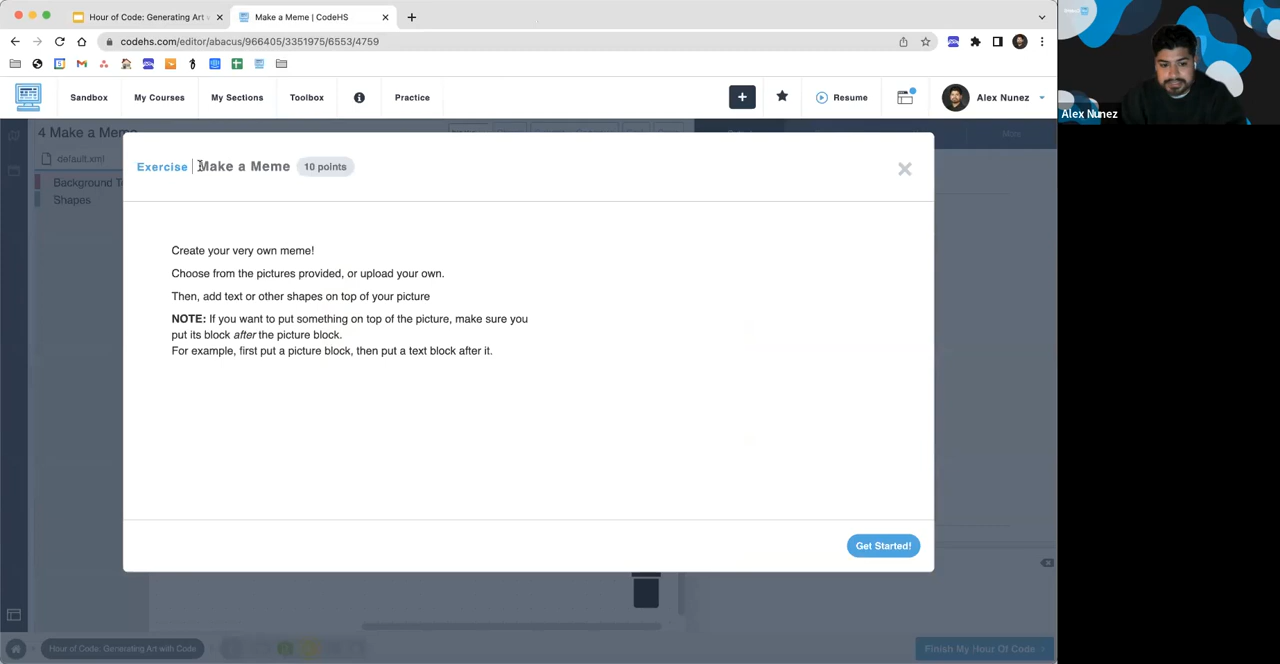 Hour of Code: Generating Art w
Make a Meme | CodeHS
codehs.com/editor/abacus/966405/3351975/6553/4759
Sandbox
My Courses
My Sections
Toolbox
Practice
Resume
Alex Nunez
Alex Nunez
4 Make a Meme
More
default.xml
Exercise | Make a Meme 10 points
Background T
Shapes
Create your very own meme!
Choose from the pictures provided, or upload your own.
Then, add text or other shapes on top of your picture
NOTE: If you want to put something on top of the picture, make sure you
put its block after the picture block.
For example, first put a picture block, then put a text block after it.
Get Started!
Hour of Code: Generating Art with Code
Finish My Hour Of Code